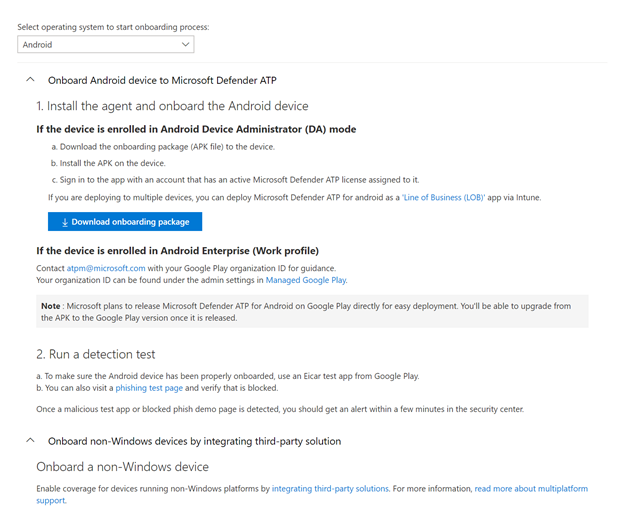 Select operating system to start onboarding process:
Android
Onboard Android device to Microsoft Defender ATP
1. Install the agent and onboard the Android device
If the device is enrolled in Android Device Administrator (DA) mode
a. Download the onboarding package (APK file) to the device.
b. Install the APK on the device.
c. Sign in to the app with an account that has an active Microsoft Defender ATP license assigned to it.
If you are deploying to multiple devices, you can deploy Microsoft Defender ATP for android as a 'Line of Business (LOB)' app via Intune.
Download onboarding package
If the device is enrolled in Android Enterprise (Work profile)
Contact atpm@microsoft.com with your Google Play organization ID for guidance.
Your organization ID can be found under the admin settings in Managed Google Play.
Note : Microsoft plans to release Microsoft Defender ATP for Android on Google Play directly for easy deployment. You'll be able to upgrade from
the APK to the Google Play version once it is released.
2. Run a detection test
a. To make sure the Android device has been properly onboarded, use an Eicar test app from Google Play.
b. You can also visit a phishing test page and verify that is blocked.
Once a malicious test app or blocked phish demo page is detected, you should get an alert within a few minutes in the security center.
Onboard non-Windows devices by integrating third-party solution
Onboard a non-Windows device
Enable coverage for devices running non-Windows platforms by integrating third-party solutions. For more information, read more about multiplatform
support.